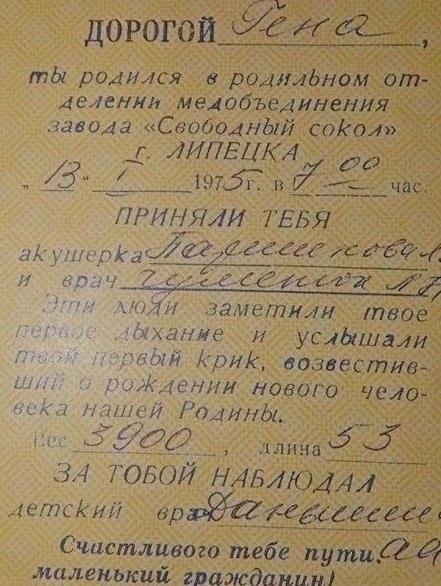 ДОРОГОЙ Гена,
ты родился в родильном от-
делении медобъединения
завода «Свободный сокол»
г. ЛИПЕЦКА
„ 13 " I 1975 г. в 7 00 час.
ПРИНЯЛИ ТЕБЯ
акушерка
и врач
Эти люди заметили твое
первое дыхание и услышали
твой первый крик, возвестив-
ший о рождении нового чело-
века нашей Родины.
Вес 3900, длина 53
ЗА ТОБОЙ НАБЛЮДАЛ
детский врач
Счастливого тебе пути,
маленький гражданин!